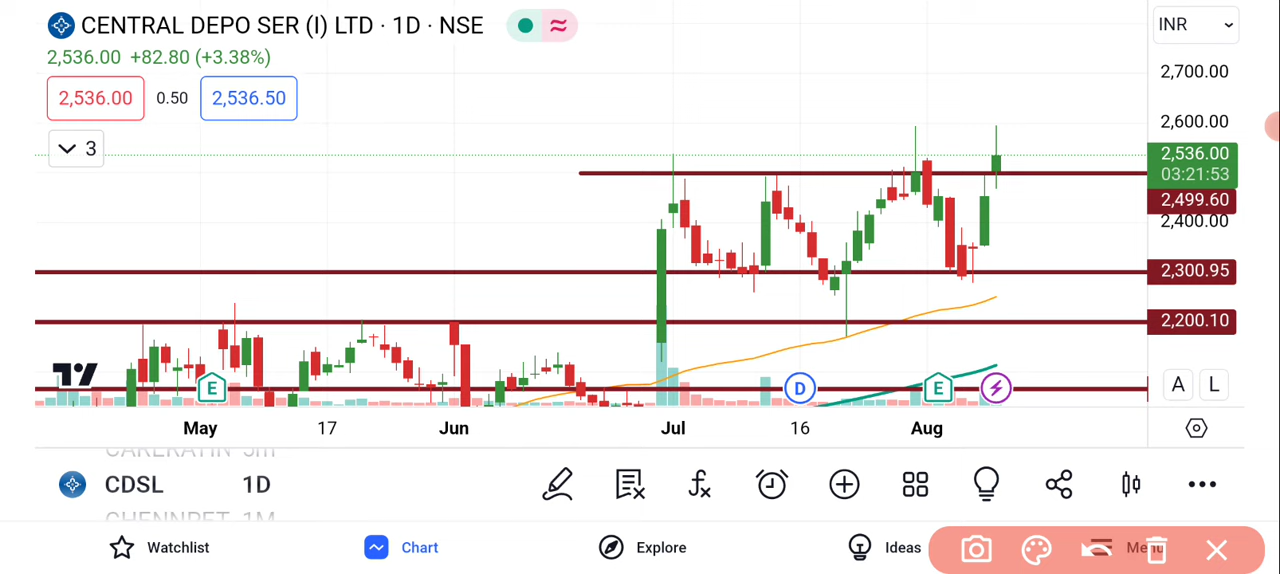 CENTRAL DEPO SER (I) LTD · 1D · NSE
INR
2,536.00 +82.80 (+3.38%)
2,536.00 0.50 2,536.50
3
2,700.00
2,600.00
2,536.00
03:21:53
2,499.60
2,400.00
2,300.95
2,200.10
E D E
A L
May 17 Jun Jul 16 Aug
CDSL 1D
Watchlist Chart Explore Ideas Menu